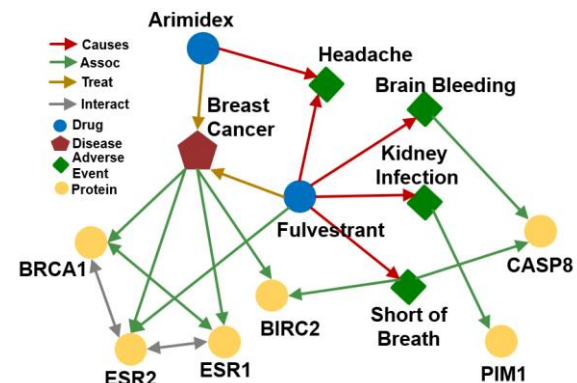 Arimidex
Causes
Assoc
Treat
Interact
Drug
Disease
Adverse
Event
Protein
Headache
Breast
Cancer
Brain Bleeding
Kidney
Infection
Fulvestrant
BRCA1
CASP8
BIRC2
Short of
Breath
ESR2
ESR1
PIM1